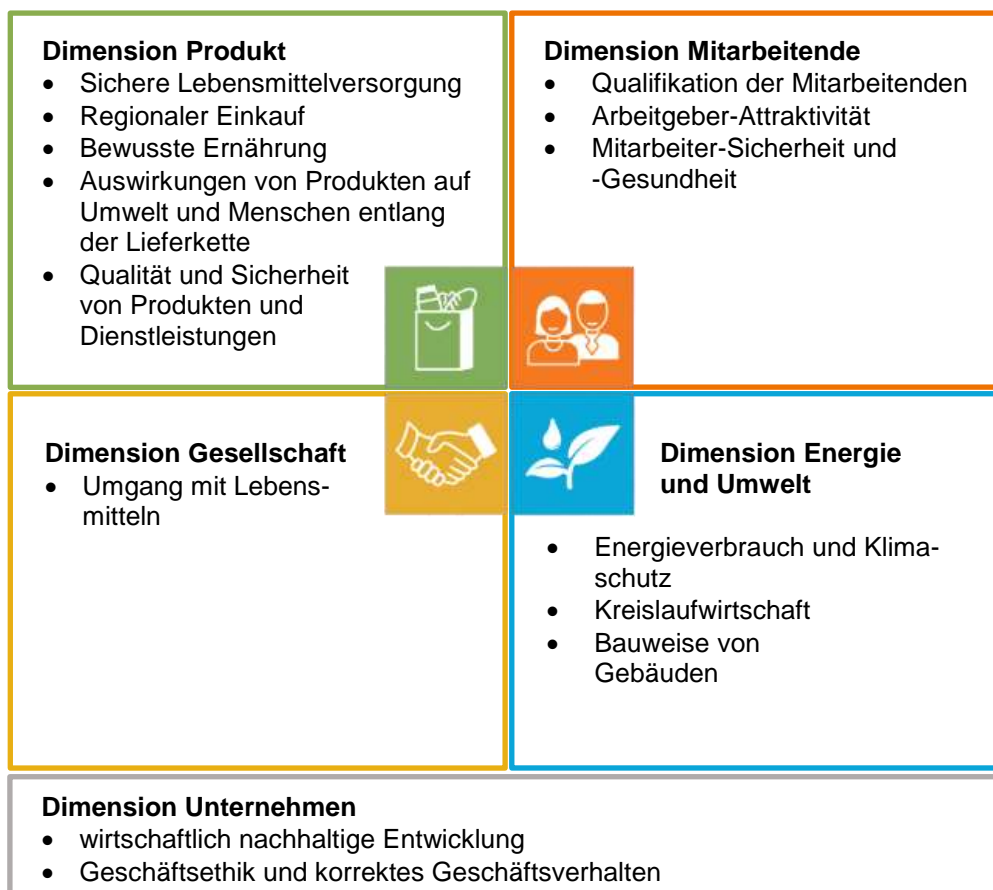 Dimension Produkt
• Sichere Lebensmittelversorgung
• Regionaler Einkauf
• Bewusste Ernährung
• Auswirkungen von Produkten auf
Umwelt und Menschen entlang
der Lieferkette
• Qualität und Sicherheit
von Produkten und
Dienstleistungen
Dimension Mitarbeitende
• Qualifikation der Mitarbeitenden
• Arbeitgeber-Attraktivität
• Mitarbeiter-Sicherheit und
-Gesundheit
Dimension Gesellschaft
• Umgang mit Lebens-
mitteln
Dimension Energie
und Umwelt
• Energieverbrauch und Klima-
schutz
• Kreislaufwirtschaft
• Bauweise von
Gebäuden
Dimension Unternehmen
• wirtschaftlich nachhaltige Entwicklung
• Geschäftsethik und korrektes Geschäftsverhalten